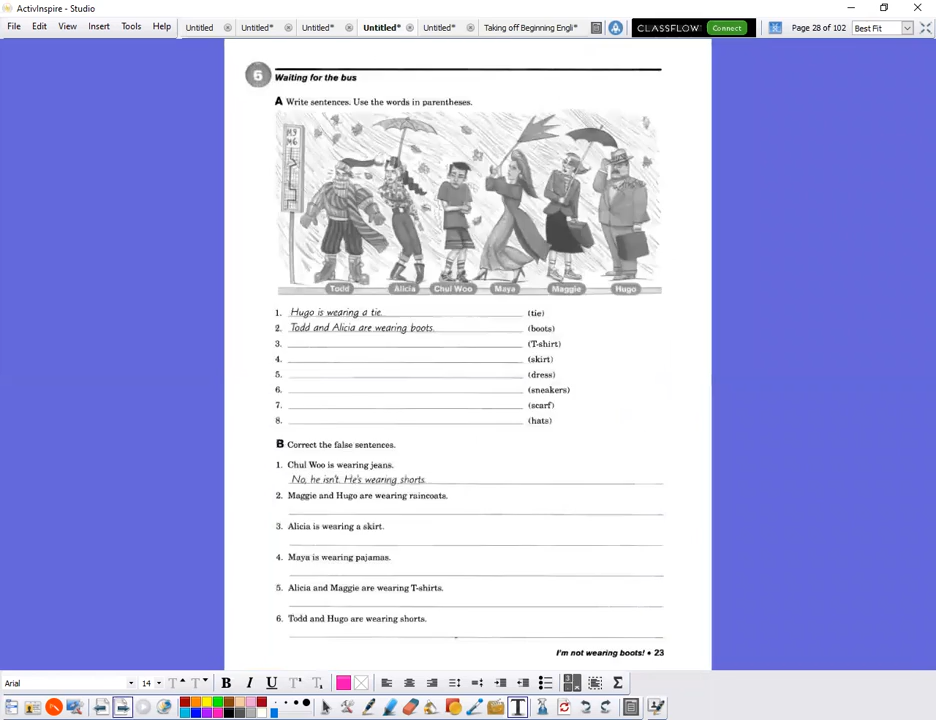 ActivInspire - Studio
File Edit View Insert Tools Help Untitled Untitled* Untitled* Untitled* Untitled* Taking off Beginning Engli* CLASSFLOW Connect Page 28 of 102 Best Fit
6 Waiting for the bus
A Write sentences. Use the words in parentheses.
M3
M6
Todd Alicia Chul Woo Maya Maggie Hugo
1. Hugo is wearing a tie. (tie)
2. Todd and Alicia are wearing boots. (boots)
3. (T-shirt)
4. (skirt)
5. (dress)
6. (sneakers)
7. (scarf)
8. (hats)
B Correct the false sentences.
1. Chul Woo is wearing jeans.
No, he isn't. He's wearing shorts.
2. Maggie and Hugo are wearing raincoats.
3. Alicia is wearing a skirt.
4. Maya is wearing pajamas.
5. Alicia and Maggie are wearing T-shirts.
6. Todd and Hugo are wearing shorts.
I'm not wearing boots! • 23
Arial 14 B I U